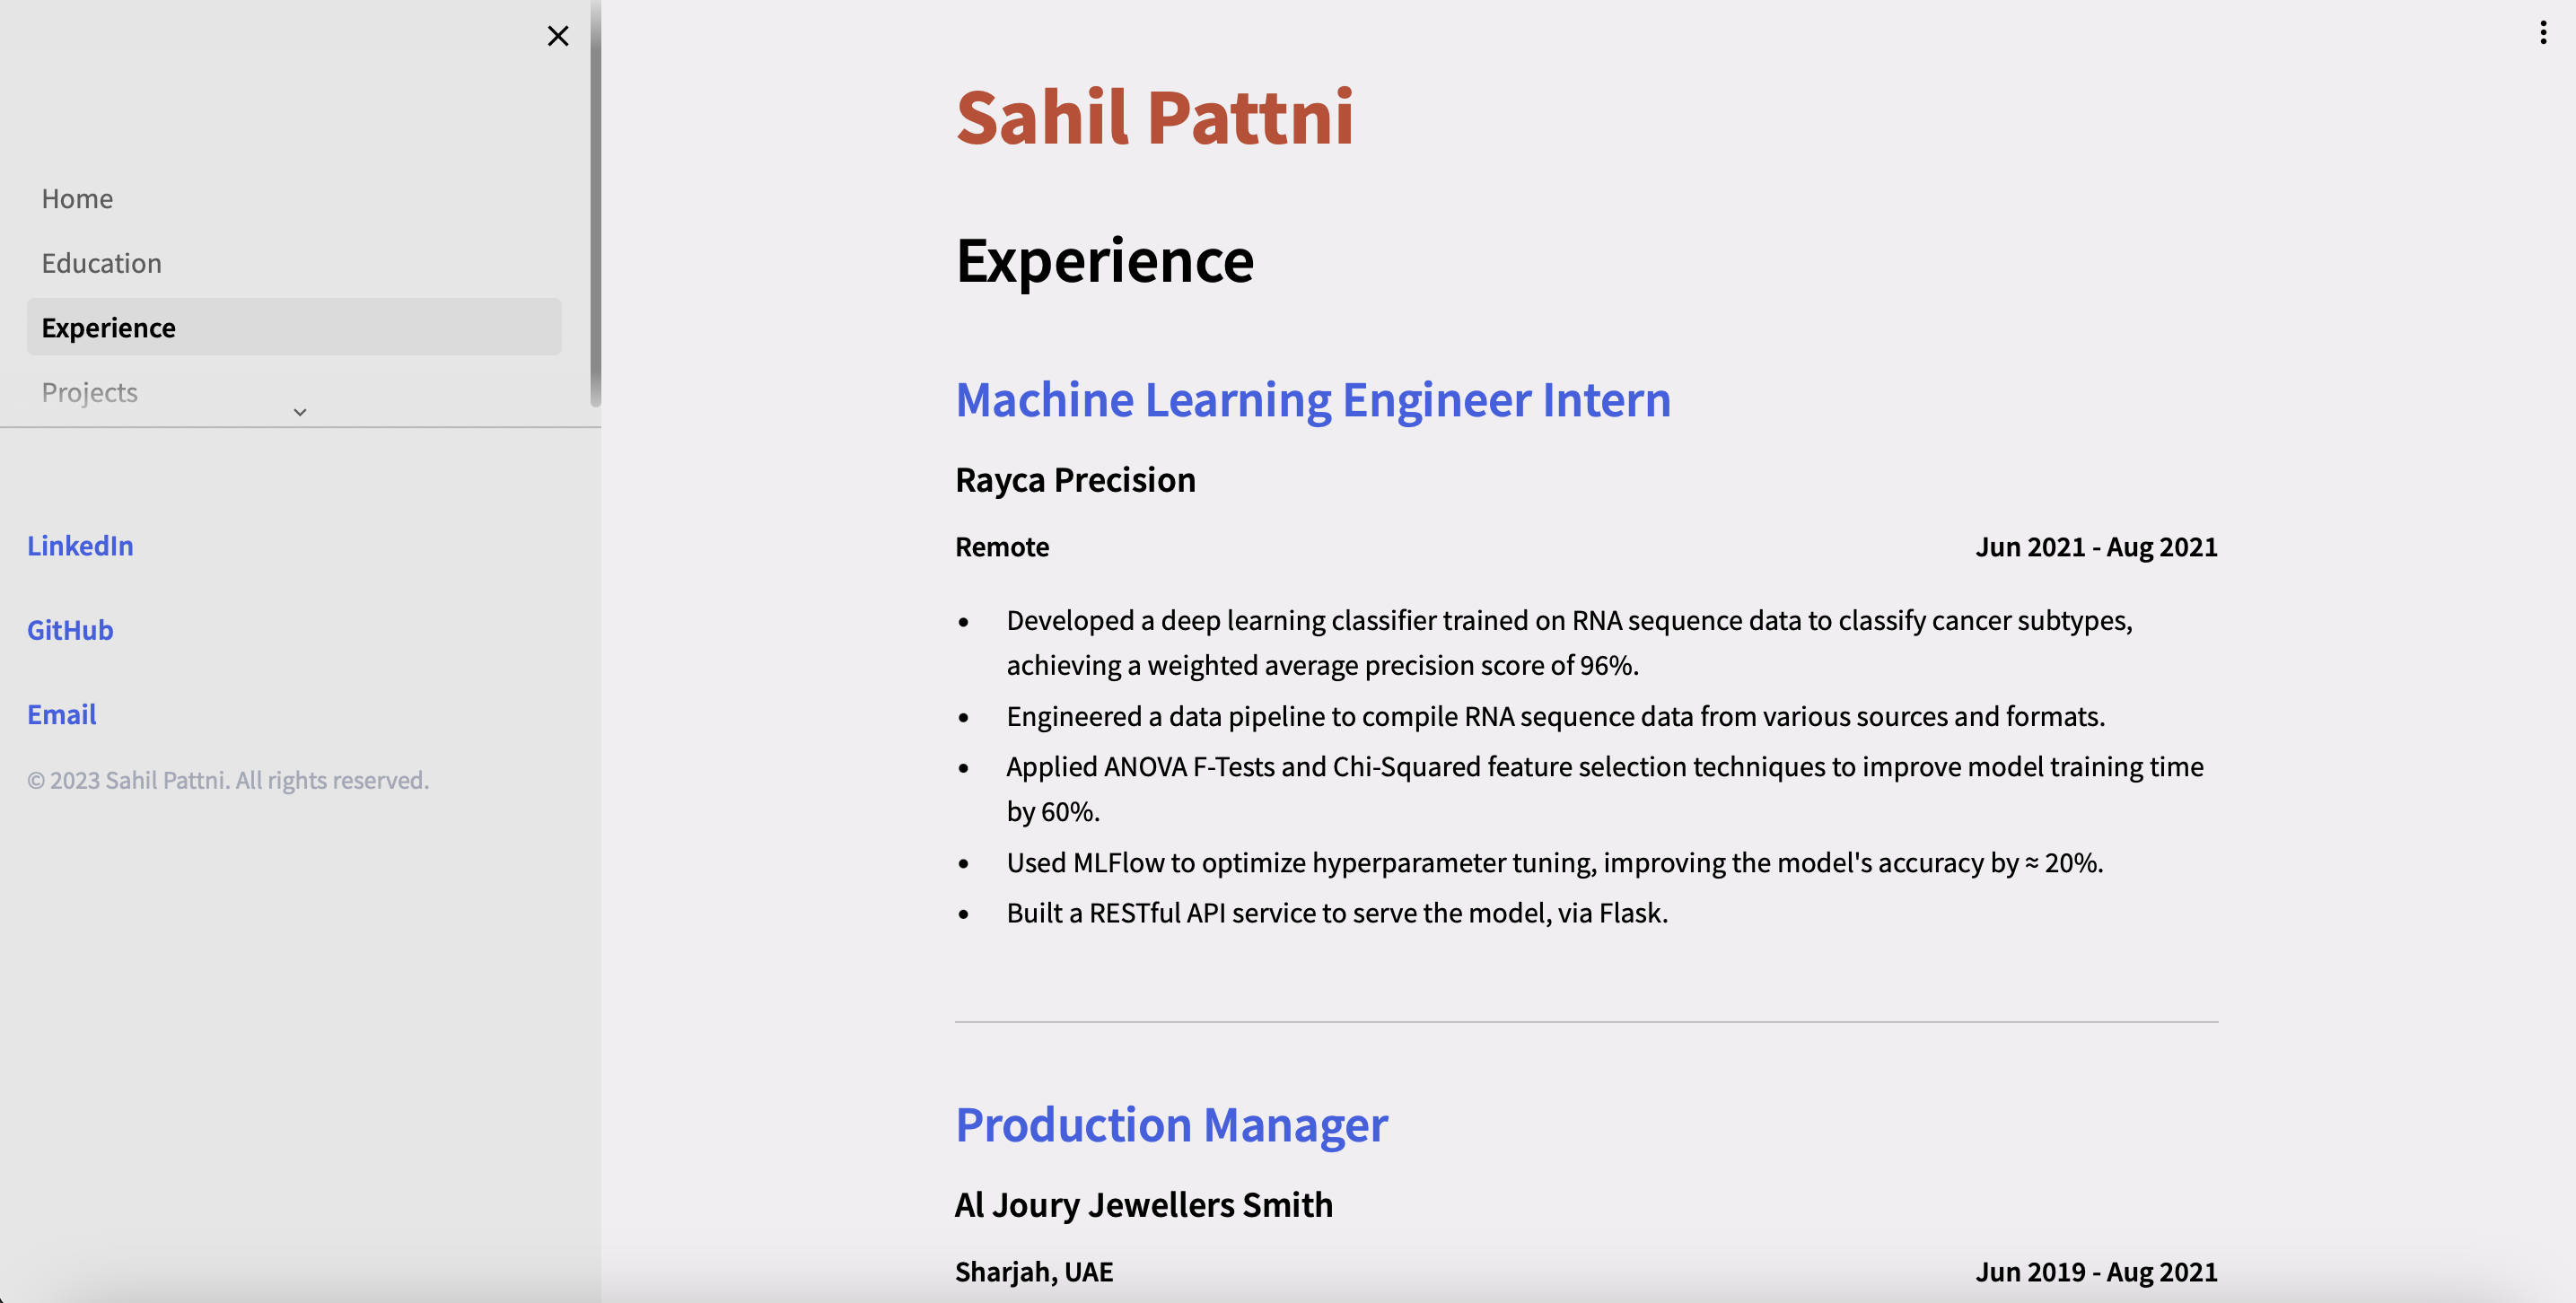 Home
Education
Experience
Projects
LinkedIn
GitHub
Email
© 2023 Sahil Pattni. All rights reserved.
Sahil Pattni
Experience
Machine Learning Engineer Intern
Rayca Precision
Remote Jun 2021 - Aug 2021
• Developed a deep learning classifier trained on RNA sequence data to classify cancer subtypes,
achieving a weighted average precision score of 96%.
• Engineered a data pipeline to compile RNA sequence data from various sources and formats.
• Applied ANOVA F-Tests and Chi-Squared feature selection techniques to improve model training time
by 60%.
• Used MLFlow to optimize hyperparameter tuning, improving the model's accuracy by ≈ 20%.
• Built a RESTful API service to serve the model, via Flask.
Production Manager
Al Joury Jewellers Smith
Sharjah, UAE Jun 2019 - Aug 2021